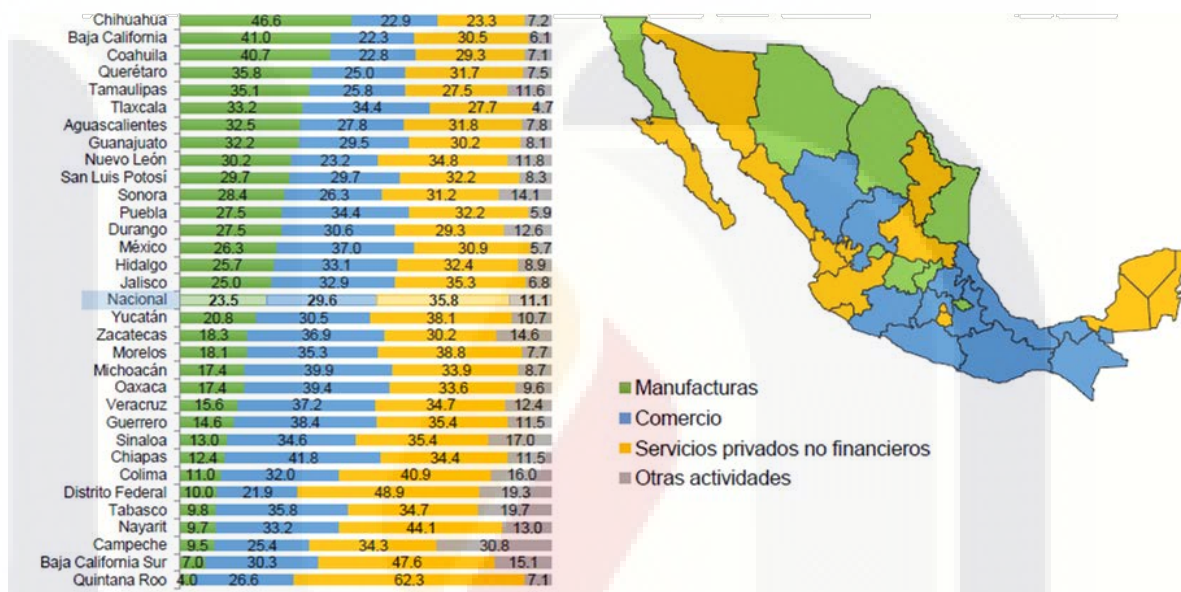 Chihuahua 46.6 22.9 23.3 7.2
Baja California 41.0 22.3 30.5 6.1
Coahuila 40.7 22.8 29.3 7.1
Querétaro 35.8 25.0 31.7 7.5
Tamaulipas 35.1 25.8 27.5 11.6
Tlaxcala 33.2 34.4 27.7 4.7
Aguascalientes 32.5 27.8 31.8 7.8
Guanajuato 32.2 29.5 30.2 8.1
Nuevo León 30.2 23.2 34.8 11.8
San Luis Potosí 29.7 29.7 32.2 8.3
Sonora 28.4 26.3 31.2 14.1
Puebla 27.5 34.4 32.2 5.9
Durango 27.5 30.6 29.3 12.6
México 26.3 37.0 30.9 5.7
Hidalgo 25.7 33.1 32.4 8.9
Jalisco 25.0 32.9 35.3 6.8
Nacional 23.5 29.6 35.8 11.1
Yucatán 20.8 30.5 38.1 10.7
Zacatecas 18.3 36.9 30.2 14.6
Morelos 18.1 35.3 38.8 7.7
Michoacán 17.4 39.9 33.9 8.7
Oaxaca 17.4 39.4 33.6 9.6
Veracruz 15.6 37.2 34.7 12.4
Guerrero 14.6 38.4 35.4 11.5
Sinaloa 13.0 34.6 35.4 17.0
Chiapas 12.4 41.8 34.4 11.5
Colima 11.0 32.0 40.9 16.0
Distrito Federal 10.0 21.9 48.9 19.3
Tabasco 9.8 35.8 34.7 19.7
Nayarit 9.7 33.2 44.1 13.0
Campeche 9.5 25.4 34.3 30.8
Baja California Sur 7.0 30.3 47.6 15.1
Quintana Roo 4.0 26.6 62.3 7.1
Manufacturas
Comercio
Servicios privados no financieros
Otras actividades